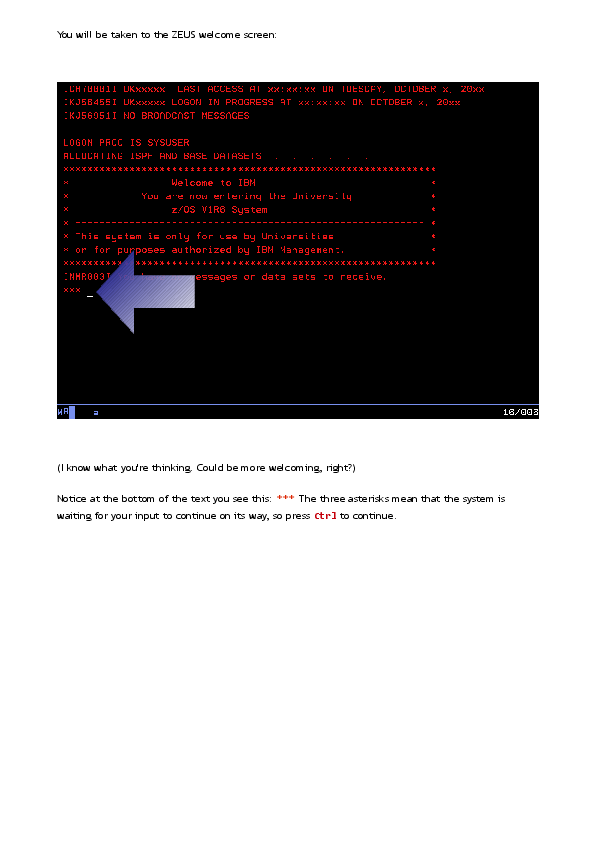 You will be taken to the ZEUS welcome screen:
ICH70001I UKxxxxx LAST ACCESS AT xx:xx:xx ON TUESDAY, OCTOBER x, 20xx
IKJ56455I UKxxxxx LOGON IN PROGRESS AT xx:xx:xx ON OCTOBER x, 20xx
IKJ56951I NO BROADCAST MESSAGES
LOGON PROC IS SYSUSER
ALLOCATING ISPF AND BASE DATASETS . . . . . .
**************************************************************
* Welcome to IBM *
* You are now entering the University *
* z/OS V1R6 System *
* ---------------------------------------------------------- *
* This system is only for use by Universities *
* or for purposes authorized by IBM Management. *
**************************************************************
INMR003I messages or data sets to receive.
*** _
MA a 16/006
(I know what you're thinking. Could be more welcoming, right?)
Notice at the bottom of the text you see this: *** The three asterisks mean that the system is
waiting for your input to continue on its way, so press Ctrl to continue.